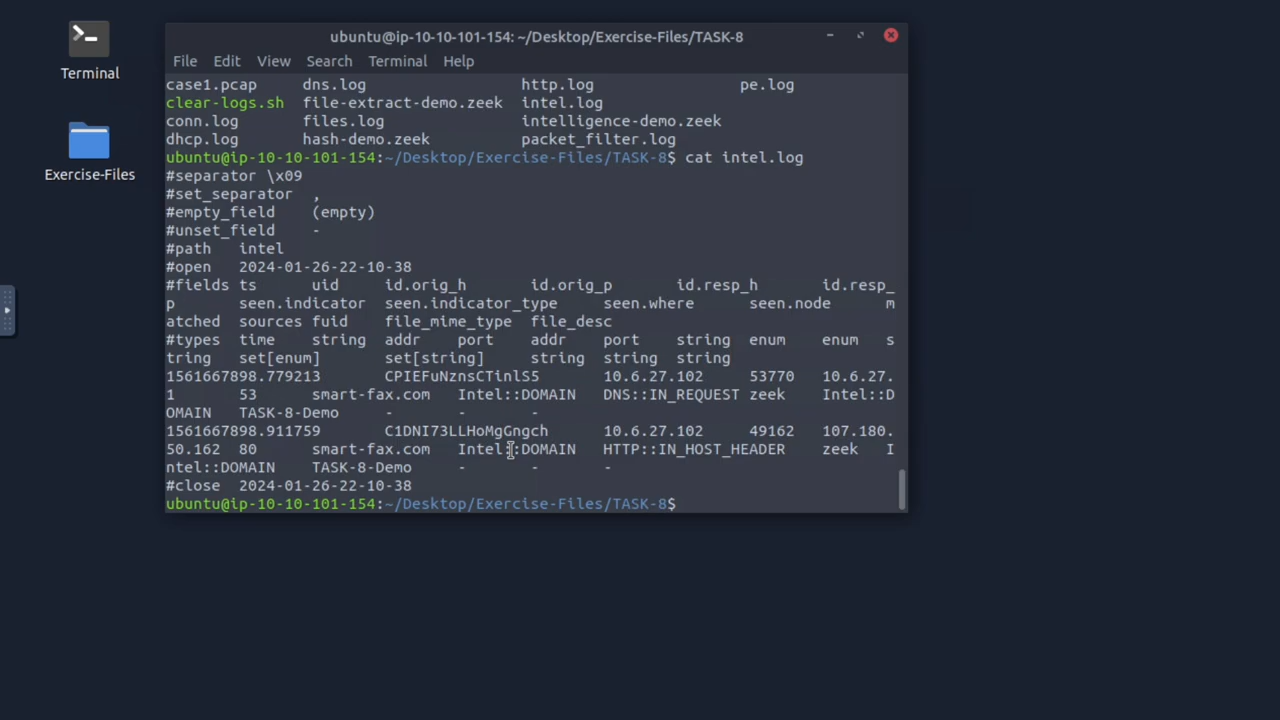 Terminal
Exercise-Files
ubuntu@ip-10-10-101-154: ~/Desktop/Exercise-Files/TASK-8
File Edit View Search Terminal Help
case1.pcap dns.log http.log pe.log
clear-logs.sh file-extract-demo.zeek intel.log
conn.log files.log intelligence-demo.zeek
dhcp.log hash-demo.zeek packet_filter.log
ubuntu@ip-10-10-101-154:~/Desktop/Exercise-Files/TASK-8$ cat intel.log
#separator \x09
#set_separator ,
#empty_field (empty)
#unset_field -
#path intel
#open 2024-01-26-22-10-38
#fields ts uid id.orig_h id.orig_p id.resp_h id.resp_
p seen.indicator seen.indicator_type seen.where seen.node m
atched sources fuid file_mime_type file_desc
#types time string addr port addr port string enum enum s
tring set[enum] set[string] string string string
1561667898.779213 CPIEFuNznsCTinlS5 10.6.27.102 53770 10.6.27.
1 53 smart-fax.com Intel::DOMAIN DNS::IN_REQUEST zeek Intel::D
OMAIN TASK-8-Demo - - -
1561667898.911759 C1DNI73LLHoMgGngch 10.6.27.102 49162 107.180.
50.162 80 smart-fax.com Intel::DOMAIN HTTP::IN_HOST_HEADER zeek I
ntel::DOMAIN TASK-8-Demo - - -
#close 2024-01-26-22-10-38
ubuntu@ip-10-10-101-154:~/Desktop/Exercise-Files/TASK-8$